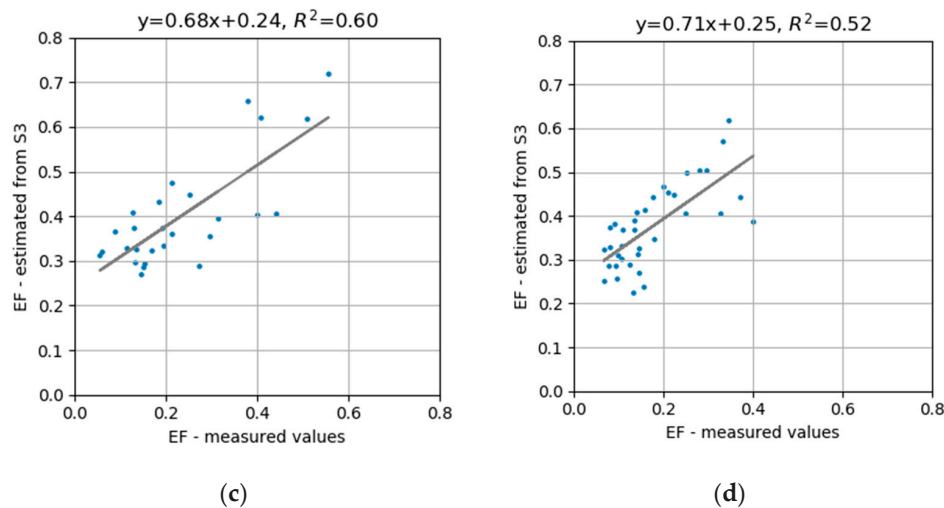 y=0.68x+0.24, R²=0.60
0.8
0.7
0.6
0.5
0.4
0.3
0.2
0.1
0.0
EF - estimated from S3
0.0 0.2 0.4 0.6 0.8
EF - measured values
(c)
y=0.71x+0.25, R²=0.52
0.8
0.7
0.6
0.5
0.4
0.3
0.2
0.1
0.0
EF - estimated from S3
0.0 0.2 0.4 0.6 0.8
EF - measured values
(d)